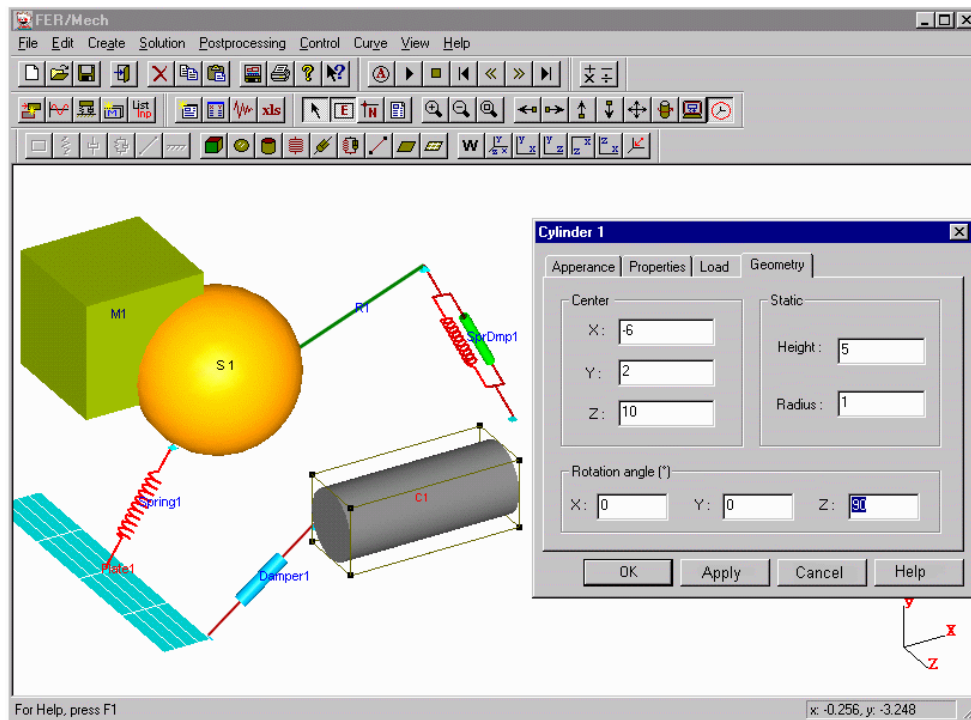 FER/Mech
File Edit Create Solution Postprocessing Control Curve View Help
List Inp
xls
E
N
W
M1
S 1
R1
SprDmp1
Spring1
Plate1
Damper1
C1
Cylinder 1
Apperance Properties Load Geometry
Center
X: -6
Y: 2
Z: 10
Static
Height: 5
Radius: 1
Rotation angle (°)
X: 0 Y: 0 Z: 90
OK Apply Cancel Help
y
X
Z
For Help, press F1
x: -0.256, y: -3.248